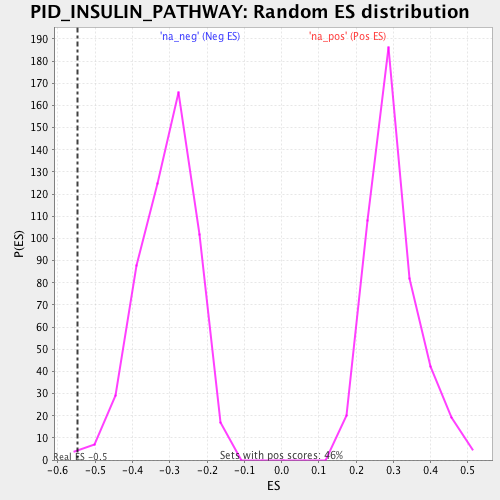 PID_INSULIN_PATHWAY: Random ES distribution
'na_neg' (Neg ES) 'na_pos' (Pos ES)
190
180
170
160
150
140
130
120
110
100
90
80
70
60
50
40
30
20
10
0
P(ES)
Real ES -0.5
Sets with pos scores: 46%
-0.6 -0.5 -0.4 -0.3 -0.2 -0.1 0.0 0.1 0.2 0.3 0.4 0.5
ES